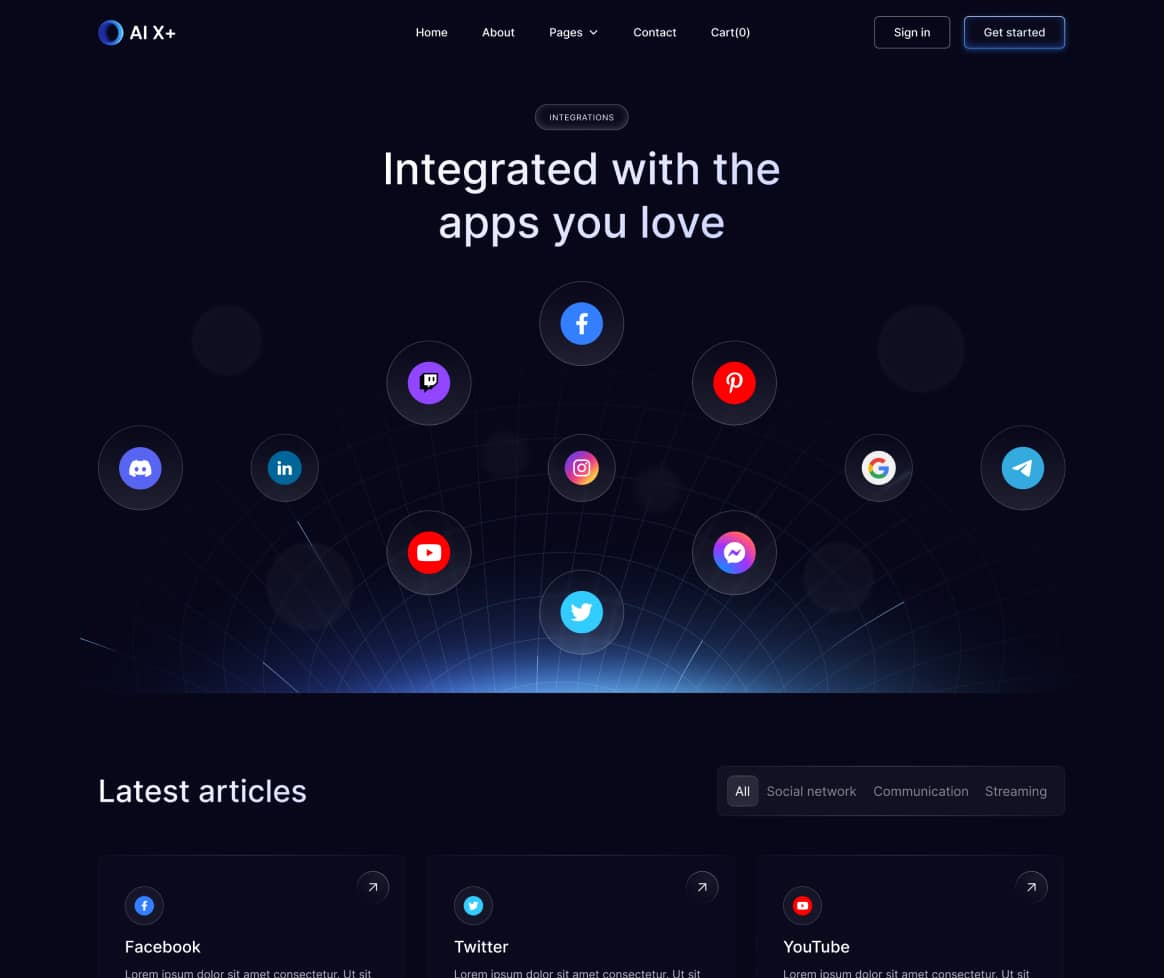 AI X+
Home About Pages Contact Cart(0)
Sign in Get started
INTEGRATIONS
Integrated with the
apps you love
in
Latest articles
All Social network Communication Streaming
Facebook Twitter YouTube
Lorem ipsum dolor sit amet consectetur. Ut sit Lorem ipsum dolor sit amet consectetur. Ut sit Lorem ipsum dolor sit amet consectetur. Ut sit